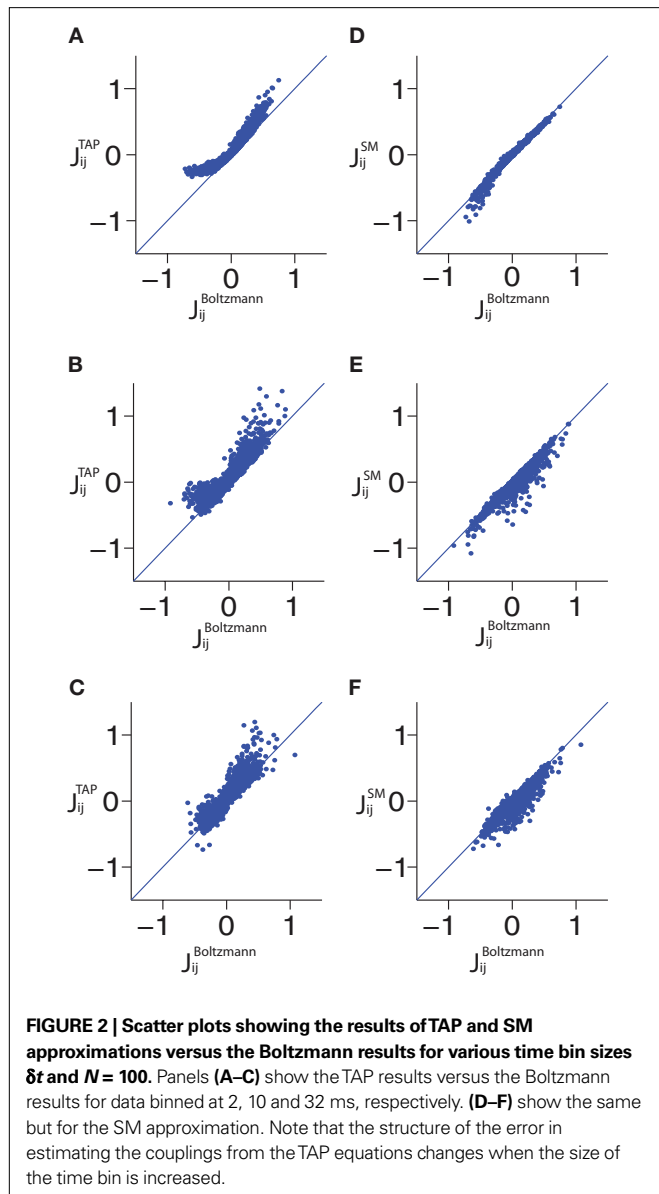 A
1
J_ij^TAP 0
−1
−1 0 1
J_ij^Boltzmann
D
1
J_ij^SM 0
−1
−1 0 1
J_ij^Boltzmann
B
1
J_ij^TAP 0
−1
−1 0 1
J_ij^Boltzmann
E
1
J_ij^SM 0
−1
−1 0 1
J_ij^Boltzmann
C
1
J_ij^TAP 0
−1
−1 0 1
J_ij^Boltzmann
F
1
J_ij^SM 0
−1
−1 0 1
J_ij^Boltzmann
FIGURE 2 | Scatter plots showing the results of TAP and SM
approximations versus the Boltzmann results for various time bin sizes
δt and N = 100. Panels (A–C) show the TAP results versus the Boltzmann
results for data binned at 2, 10 and 32 ms, respectively. (D–F) show the same
but for the SM approximation. Note that the structure of the error in
estimating the couplings from the TAP equations changes when the size of
the time bin is increased.